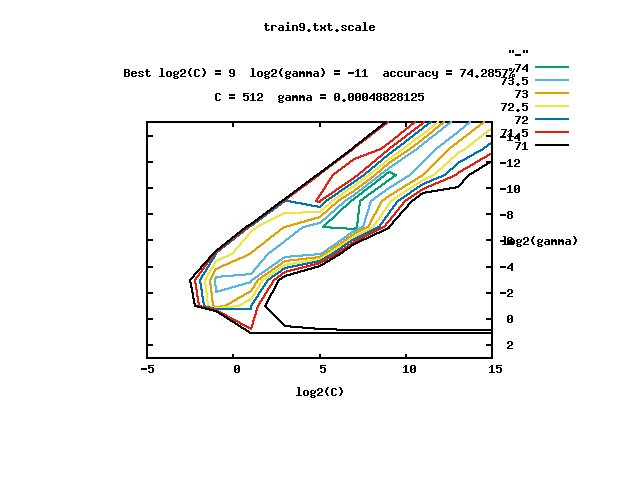 train9.txt.scale
"-"
Best log2(C) = 9 log2(gamma) = -11 accuracy = 74.2857%
74
73.5
C = 512 gamma = 0.00048828125
73
72.5
72
71.5
71
-14
-12
-10
-8
-6
log2(gamma)
-4
-2
0
2
-5 0 5 10 15
log2(C)